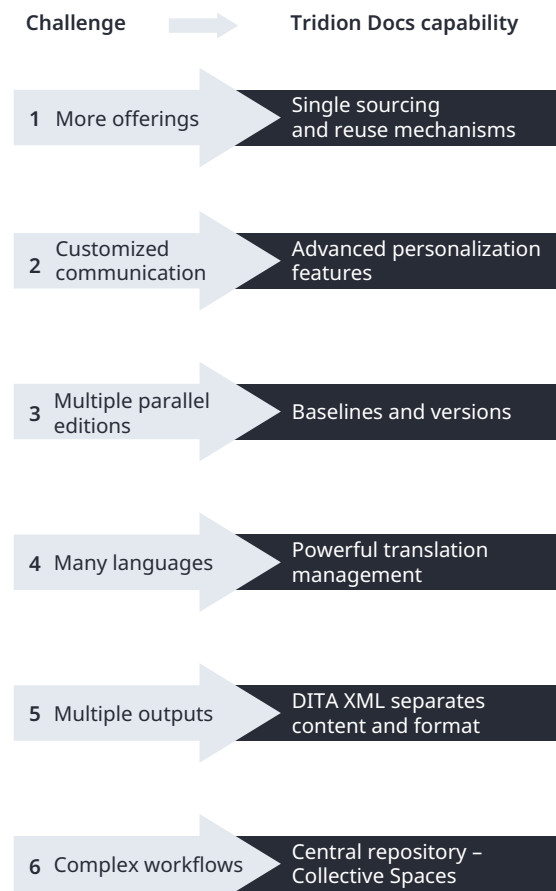 Challenge
Tridion Docs capability
1 More offerings
Single sourcing
and reuse mechanisms
2 Customized
communication
Advanced personalization
features
3 Multiple parallel
editions
Baselines and versions
4 Many languages
Powerful translation
management
5 Multiple outputs
DITA XML separates
content and format
6 Complex workflows
Central repository –
Collective Spaces